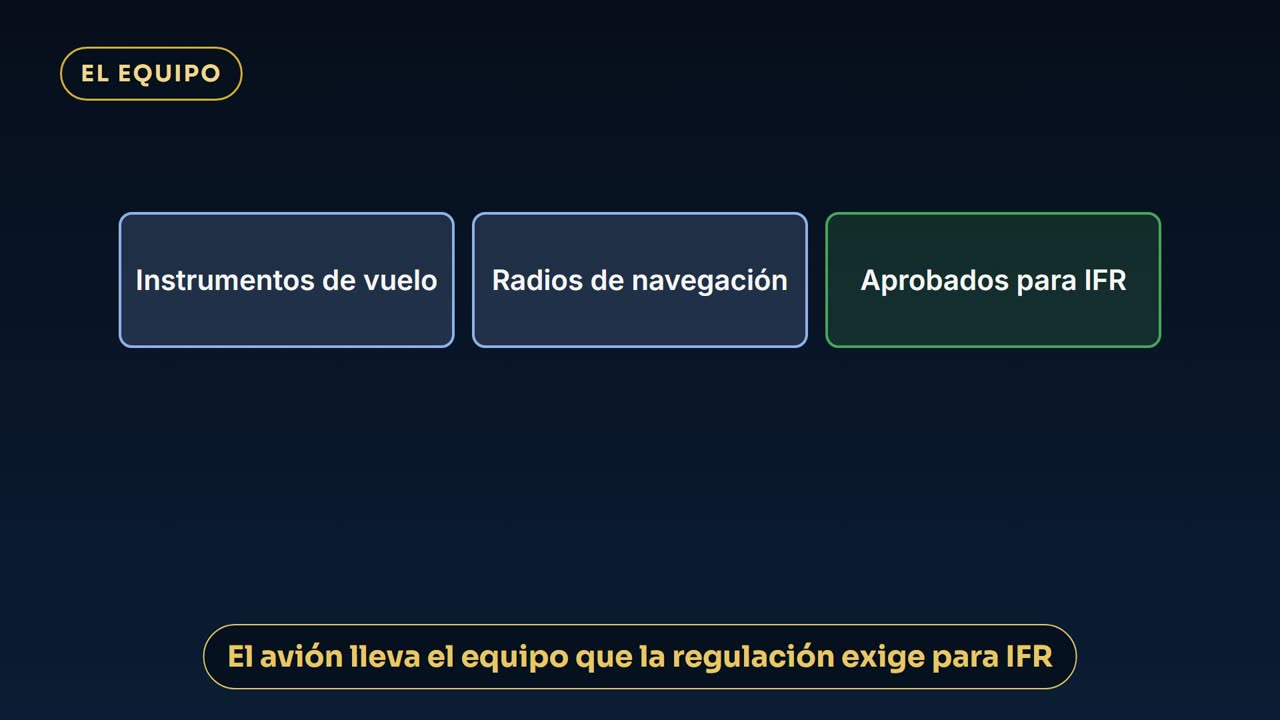 EL EQUIPO
Instrumentos de vuelo
Radios de navegación
Aprobados para IFR
El avión lleva el equipo que la regulación exige para IFR